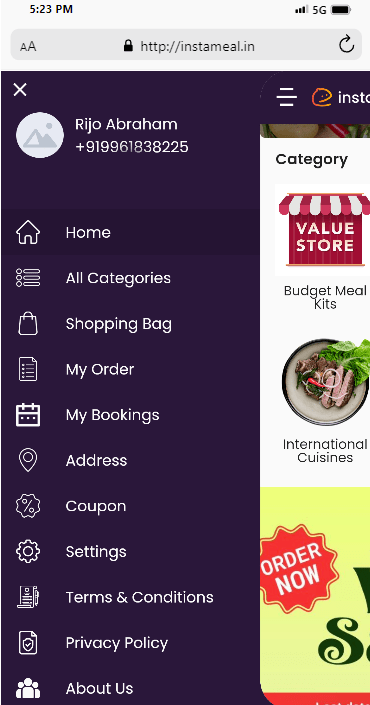 5:23 PM
5G
AA
http://instameal.in
Rijo Abraham
+919961838225
Home
All Categories
Shopping Bag
My Order
My Bookings
Address
Coupon
Settings
Terms & Conditions
Privacy Policy
About Us
insta
Category
VALUE
STORE
Budget Meal
Kits
International
Cuisines
ORDER
NOW